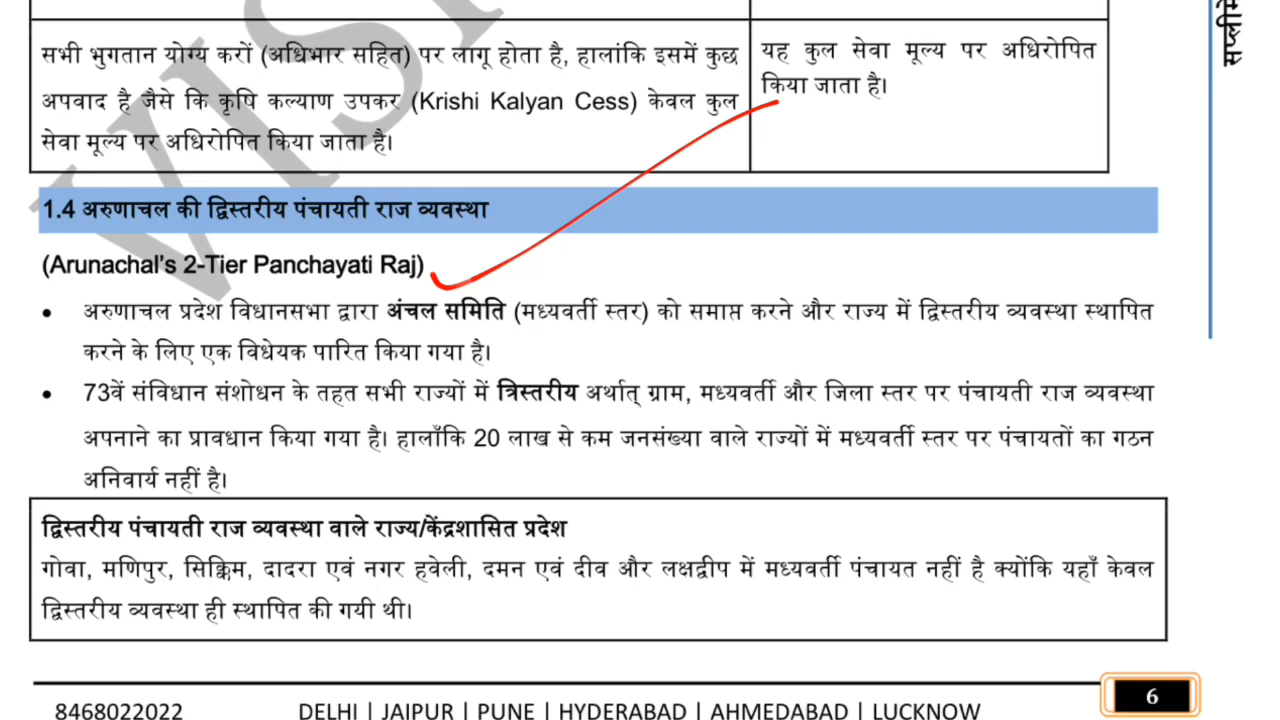 सप्लीमें
सभी भुगतान योग्य करों (अधिभार सहित) पर लागू होता है, हालांकि इसमें कुछ
अपवाद है जैसे कि कृषि कल्याण उपकर (Krishi Kalyan Cess) केवल कुल
सेवा मूल्य पर अधिरोपित किया जाता है।
यह कुल सेवा मूल्य पर अधिरोपित
किया जाता है।
1.4 अरुणाचल की द्विस्तरीय पंचायती राज व्यवस्था
(Arunachal's 2-Tier Panchayati Raj)
• अरुणाचल प्रदेश विधानसभा द्वारा अंचल समिति (मध्यवर्ती स्तर) को समाप्त करने और राज्य में द्विस्तरीय व्यवस्था स्थापित
करने के लिए एक विधेयक पारित किया गया है।
• 73वें संविधान संशोधन के तहत सभी राज्यों में त्रिस्तरीय अर्थात् ग्राम, मध्यवर्ती और जिला स्तर पर पंचायती राज व्यवस्था
अपनाने का प्रावधान किया गया है। हालाँकि 20 लाख से कम जनसंख्या वाले राज्यों में मध्यवर्ती स्तर पर पंचायतों का गठन
अनिवार्य नहीं है।
द्विस्तरीय पंचायती राज व्यवस्था वाले राज्य/केंद्रशासित प्रदेश
गोवा, मणिपुर, सिक्किम, दादरा एवं नगर हवेली, दमन एवं दीव और लक्षद्वीप में मध्यवर्ती पंचायत नहीं है क्योंकि यहाँ केवल
द्विस्तरीय व्यवस्था ही स्थापित की गयी थी।
6
8468022022 DELHI | JAIPUR | PUNE | HYDERABAD | AHMEDABAD | LUCKNOW